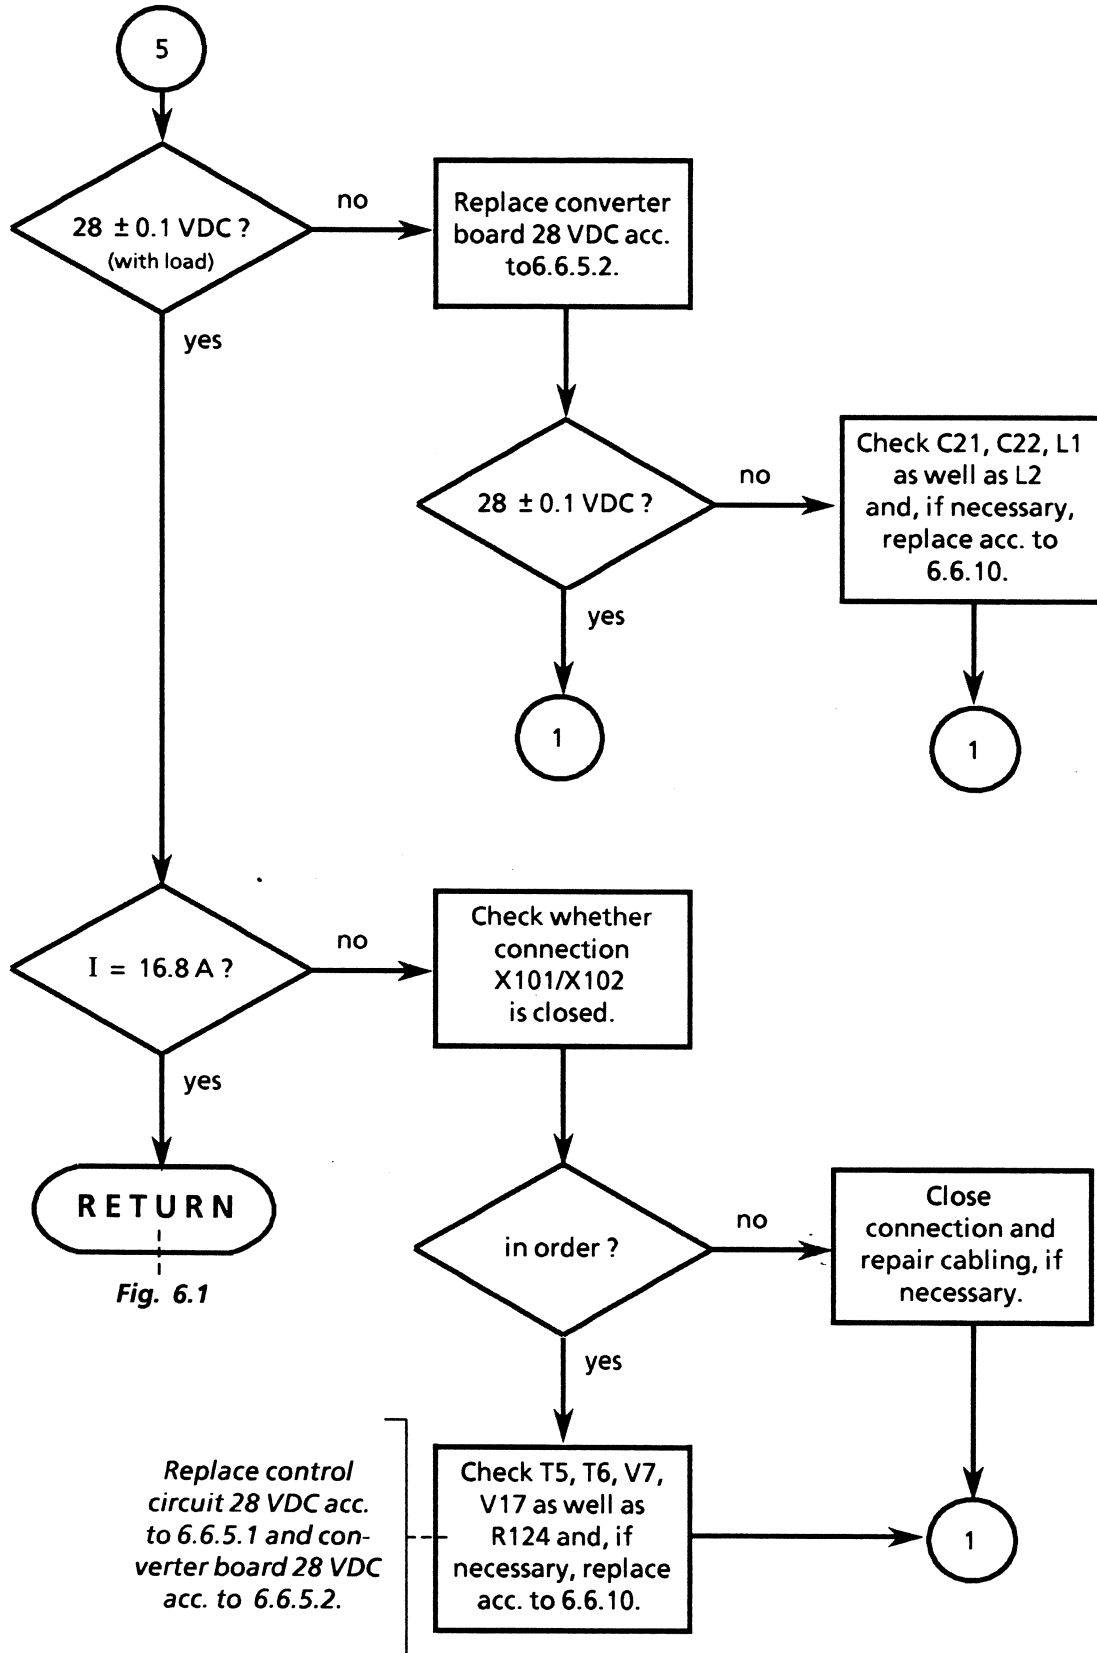 5
28 ± 0.1 VDC ?
(with load)
no
Replace converter
board 28 VDC acc.
to6.6.5.2.
yes
28 ± 0.1 VDC ?
no
Check C21, C22, L1
as well as L2
and, if necessary,
replace acc. to
6.6.10.
yes
1
1
I = 16.8 A ?
no
Check whether
connection
X101/X102
is closed.
yes
RETURN
Fig. 6.1
in order ?
no
Close
connection and
repair cabling, if
necessary.
yes
Replace control
circuit 28 VDC acc.
to 6.6.5.1 and con-
verter board 28 VDC
acc. to 6.6.5.2.
Check T5, T6, V7,
V17 as well as
R124 and, if
necessary, replace
acc. to 6.6.10.
1